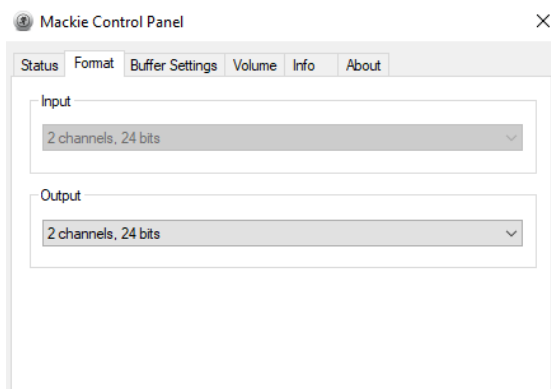 Mackie Control Panel
Status Format Buffer Settings Volume Info About
Input
2 channels, 24 bits
Output
2 channels, 24 bits